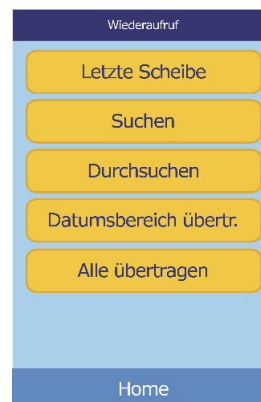 Wiederaufruf
Letzte Scheibe
Suchen
Durchsuchen
Datumsbereich übertr.
Alle übertragen
Home